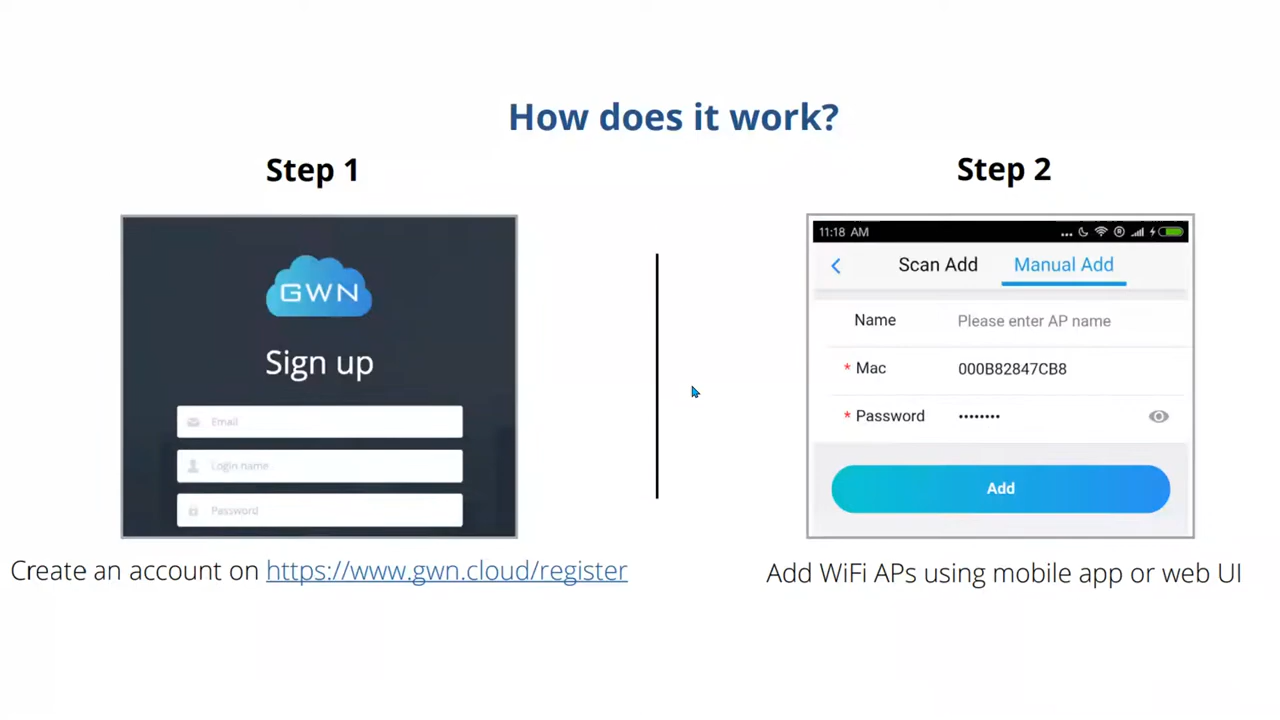 How does it work?
Step 1
GWN
Sign up
Email
Login name
Password
Create an account on https://www.gwn.cloud/register
Step 2
11:18 AM
Scan Add Manual Add
Name Please enter AP name
* Mac 000B82847CB8
* Password ••••••••
Add
Add WiFi APs using mobile app or web UI